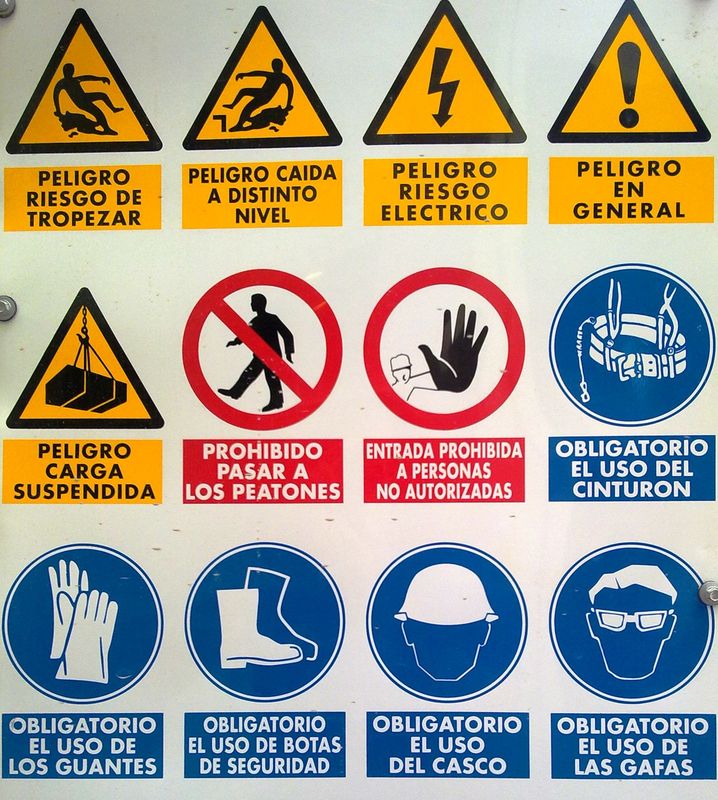 PELIGRO
RIESGO DE
TROPEZAR
PELIGRO CAIDA
A DISTINTO
NIVEL
PELIGRO
RIESGO
ELECTRICO
PELIGRO
EN
GENERAL
PELIGRO
CARGA
SUSPENDIDA
PROHIBIDO
PASAR A
LOS PEATONES
ENTRADA PROHIBIDA
A PERSONAS
NO AUTORIZADAS
OBLIGATORIO
EL USO DEL
CINTURON
OBLIGATORIO
EL USO DE
LOS GUANTES
OBLIGATORIO
EL USO DE BOTAS
DE SEGURIDAD
OBLIGATORIO
EL USO
DEL CASCO
OBLIGATORIO
EL USO DE
LAS GAFAS